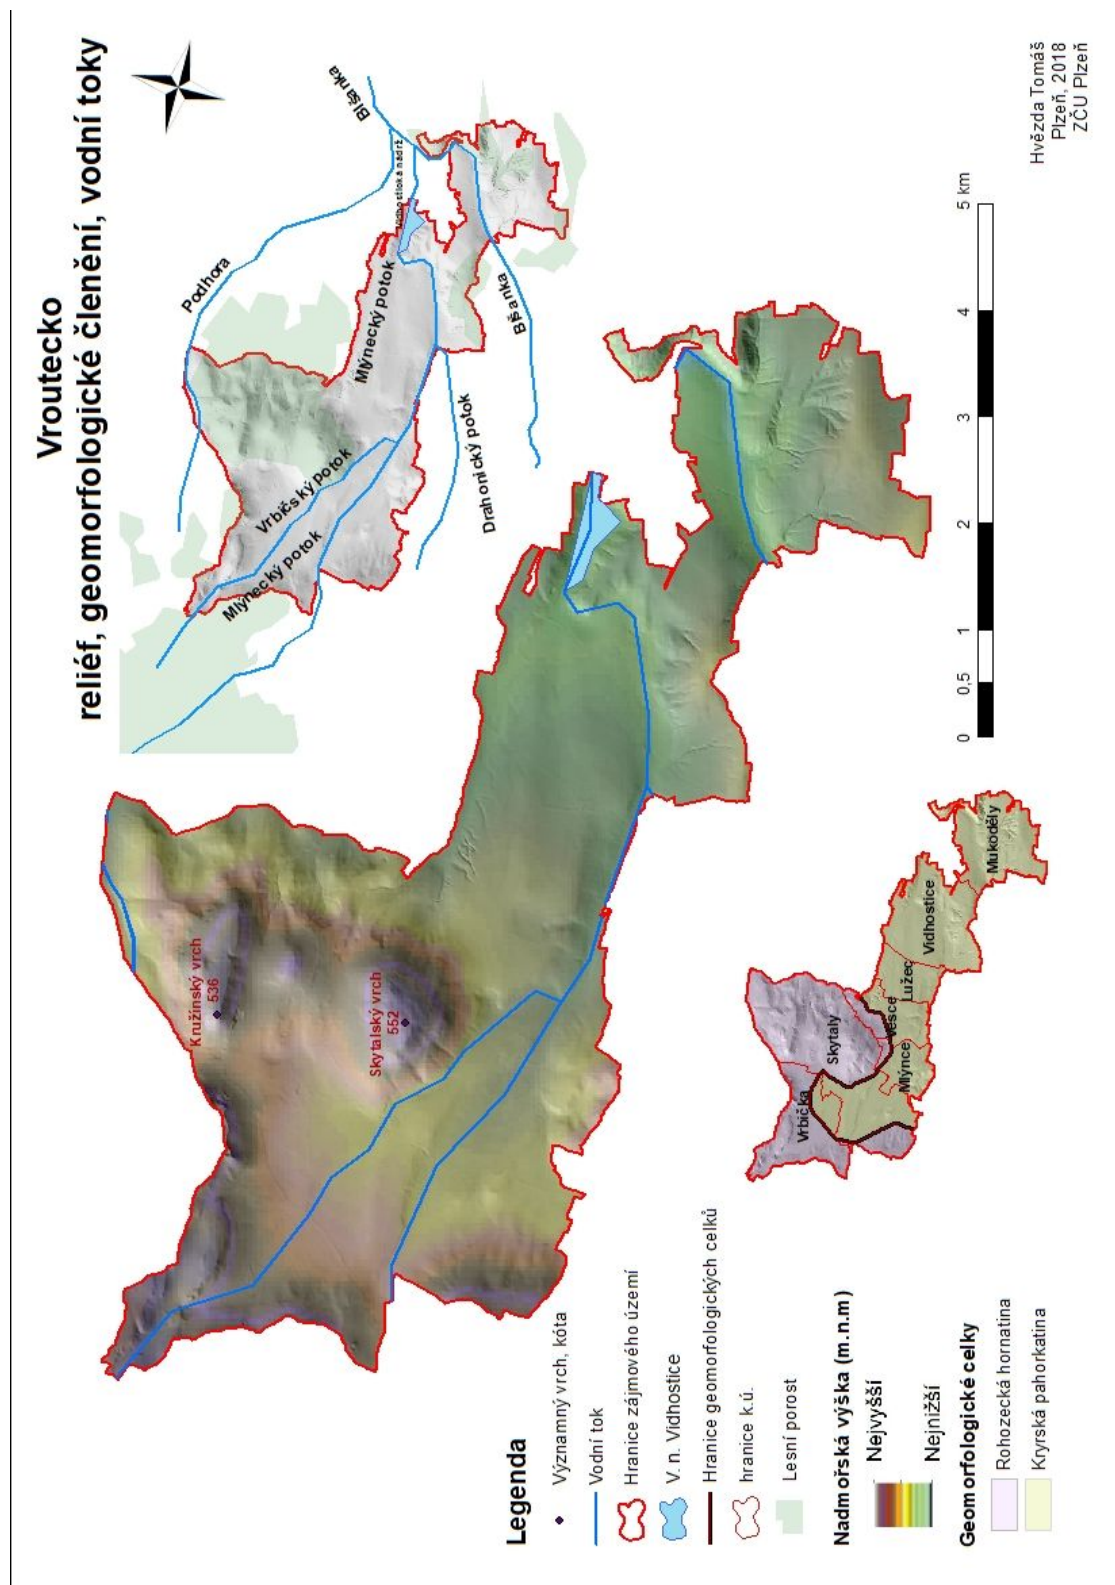 Vroutecko
reliéf, geomorfologické členění, vodní toky
Blšanka
Podhora
Vidhostická nádrž
Mlýnecký potok
Vrbičský potok
Mlýnecký potok
Drahonický potok
Blšanka
Kružínský vrch
536
Skytalský vrch
552
Vrbička
Skytaly
Vesce
Mlýnce
Lužec
Vidhostice
Mukoděly
Legenda
Významný vrch, kóta
Vodní tok
Hranice zájmového území
V. n. Vidhostice
Hranice geomorfologických celků
hranice k.ú.
Lesní porost
Nadmořská výška (m.n.m)
Nejvyšší
Nejnižší
Geomorfologické celky
Rohozecká hornatina
Kryrská pahorkatina
0 0,5 1 2 3 4 5 km
Hvězda Tomáš
Plzeň, 2018
ZČU Plzeň